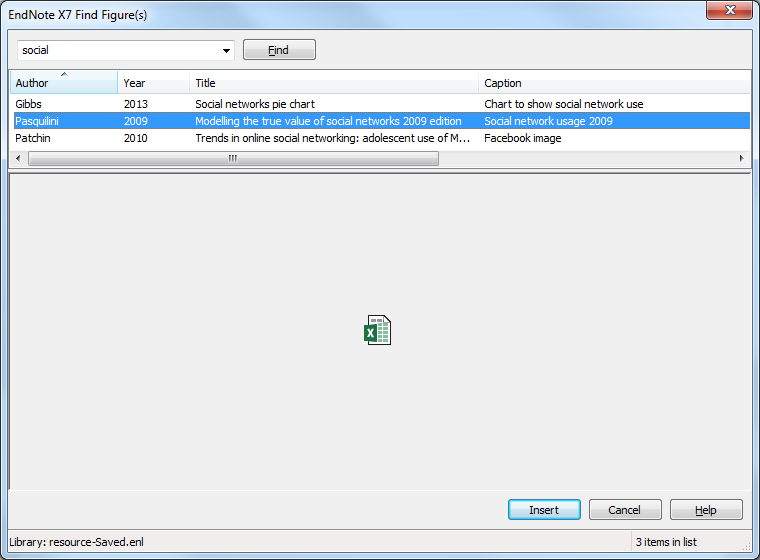 EndNote X7 Find Figure(s)
social Find
Author Year Title Caption
Gibbs 2013 Social networks pie chart Chart to show social network use
Pasquilini 2009 Modelling the true value of social networks 2009 edition Social network usage 2009
Patchin 2010 Trends in online social networking: adolescent use of M... Facebook image
X
Insert Cancel Help
Library: resource-Saved.enl 3 items in list